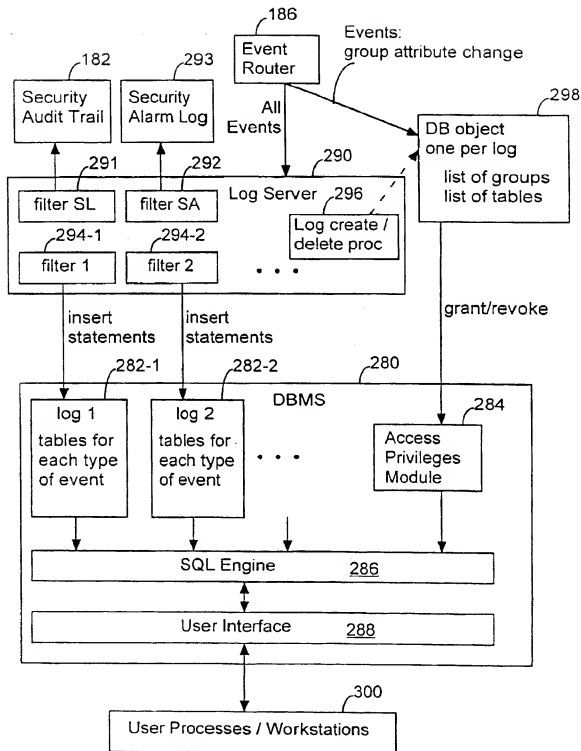 186
Event
Router
Events:
group attribute change
182
293
Security
Audit Trail
Security
Alarm Log
298
All
Events
DB object
one per log
list of groups
list of tables
291
292
290
filter SL
filter SA
Log Server
296
Log create /
delete proc
294-1
294-2
filter 1
filter 2
• • •
insert
statements
insert
statements
grant/revoke
282-1
282-2
280
DBMS
log 1
tables for
each type
of event
log 2
tables for
each type
of event
• • •
284
Access
Privileges
Module
SQL Engine 286
User Interface 288
300
User Processes / Workstations